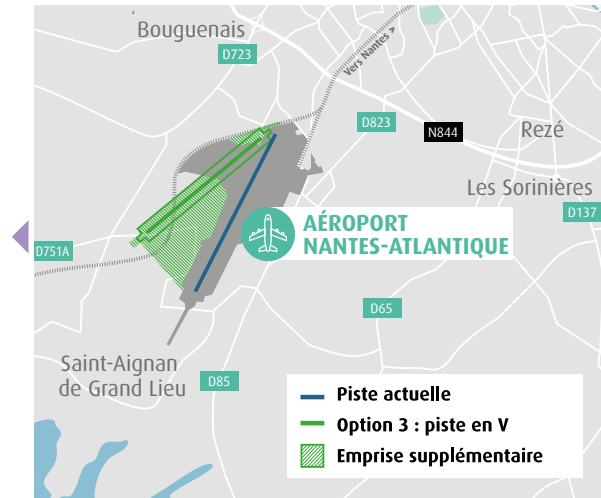 Bouguenais
D723
Vers Nantes >
D823
N844
Rezé
Les Sorinières
D137
AÉROPORT
NANTES-ATLANTIQUE
D751A
D65
Saint-Aignan
de Grand Lieu
D85
Piste actuelle
Option 3 : piste en V
Emprise supplémentaire